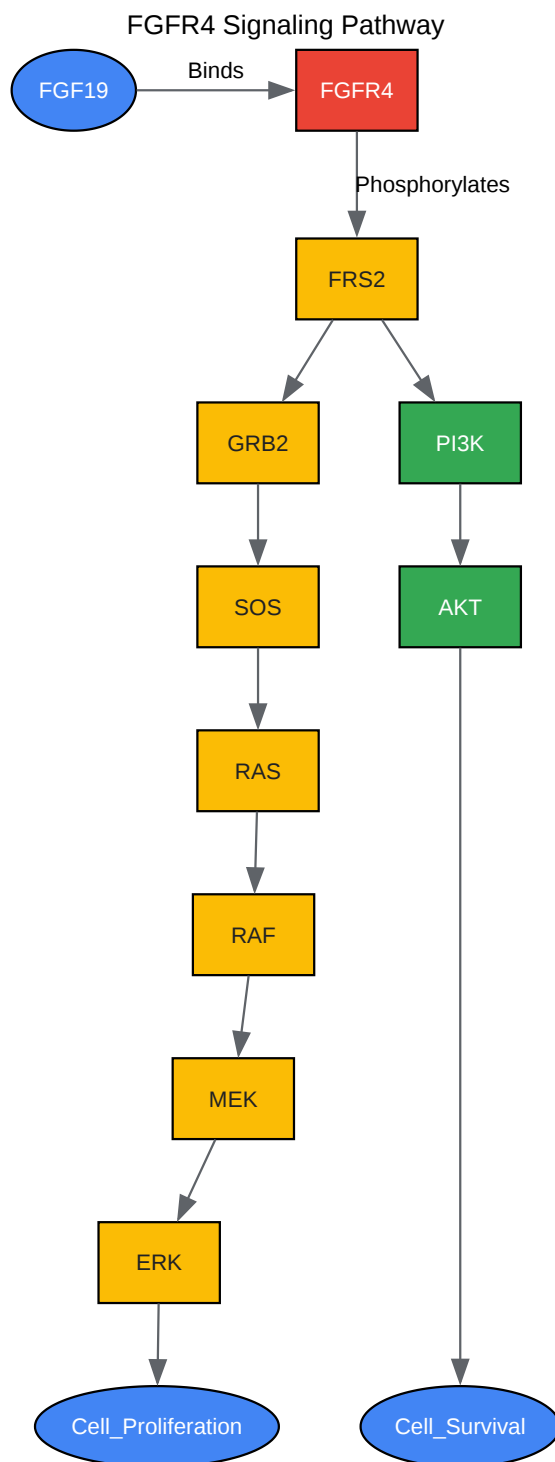 FGFR4 Signaling Pathway
FGF19
Binds
FGFR4
Phosphorylates
FRS2
GRB2
PI3K
SOS
AKT
RAS
RAF
MEK
ERK
Cell_Proliferation
Cell_Survival